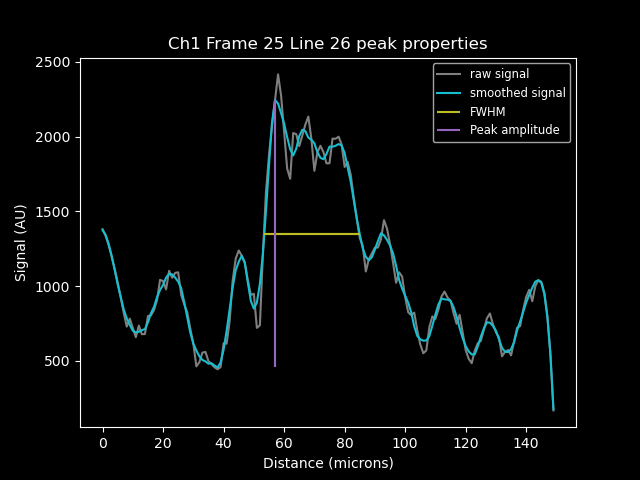 Ch1 Frame 25 Line 26 peak properties
raw signal
smoothed signal
FWHM
Peak amplitude
Signal (AU)
2500
2000
1500
1000
500
0
20
40
60
80
100
120
140
Distance (microns)